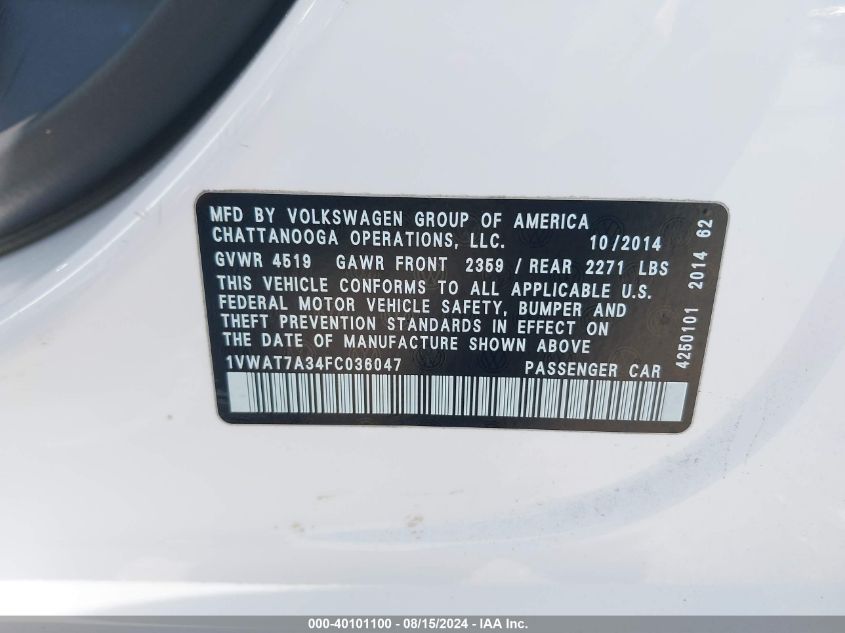 MFD BY VOLKSWAGEN GROUP OF AMERICA
CHATTANOOGA OPERATIONS, LLC. 10/2014
GVWR 4519 GAWR FRONT 2359 / REAR 2271 LBS
THIS VEHICLE CONFORMS TO ALL APPLICABLE U.S.
FEDERAL MOTOR VEHICLE SAFETY, BUMPER AND
THEFT PREVENTION STANDARDS IN EFFECT ON
THE DATE OF MANUFACTURE SHOWN ABOVE
1VWAT7A34FC036047 PASSENGER CAR
4250101 2014 62
000-40101100 - 08/15/2024 - IAA Inc.